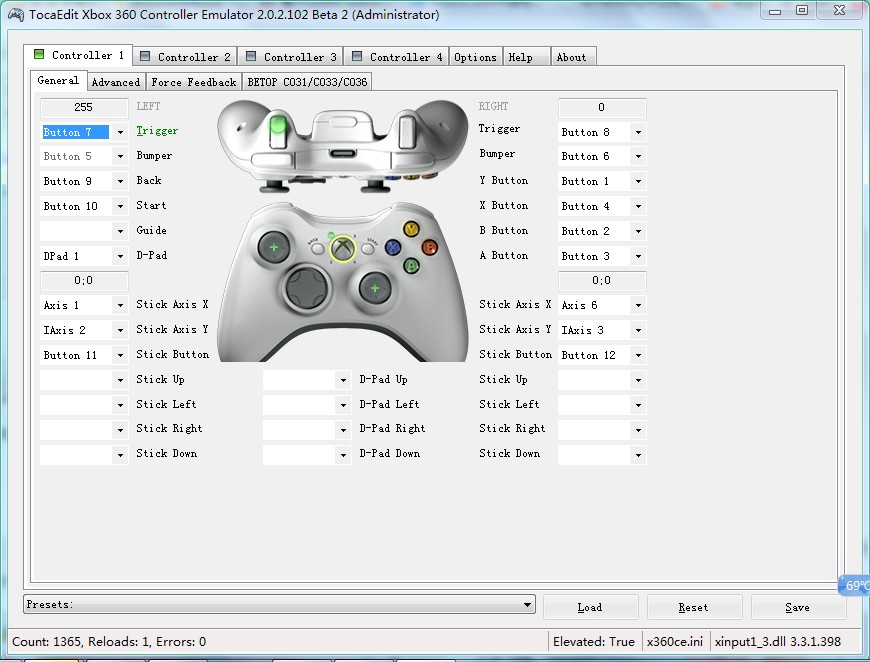 TocaEdit Xbox 360 Controller Emulator 2.0.2.102 Beta 2 (Administrator)
Controller 1 Controller 2 Controller 3 Controller 4 Options Help About
General Advanced Force Feedback BETOP C031/C033/C036
255 LEFT RIGHT 0
Button 7 Trigger Trigger Button 8
Button 5 Bumper Bumper Button 6
Button 9 Back Y Button Button 1
Button 10 Start X Button Button 4
Guide B Button Button 2
DPad 1 D-Pad A Button Button 3
0;0 0;0
Axis 1 Stick Axis X Stick Axis X Axis 6
IAxis 2 Stick Axis Y Stick Axis Y IAxis 3
Button 11 Stick Button Stick Button Button 12
Stick Up D-Pad Up Stick Up
Stick Left D-Pad Left Stick Left
Stick Right D-Pad Right Stick Right
Stick Down D-Pad Down Stick Down
69℃
Presets: Load Reset Save
Count: 1365, Reloads: 1, Errors: 0 Elevated: True x360ce.ini xinput1_3.dll 3.3.1.398